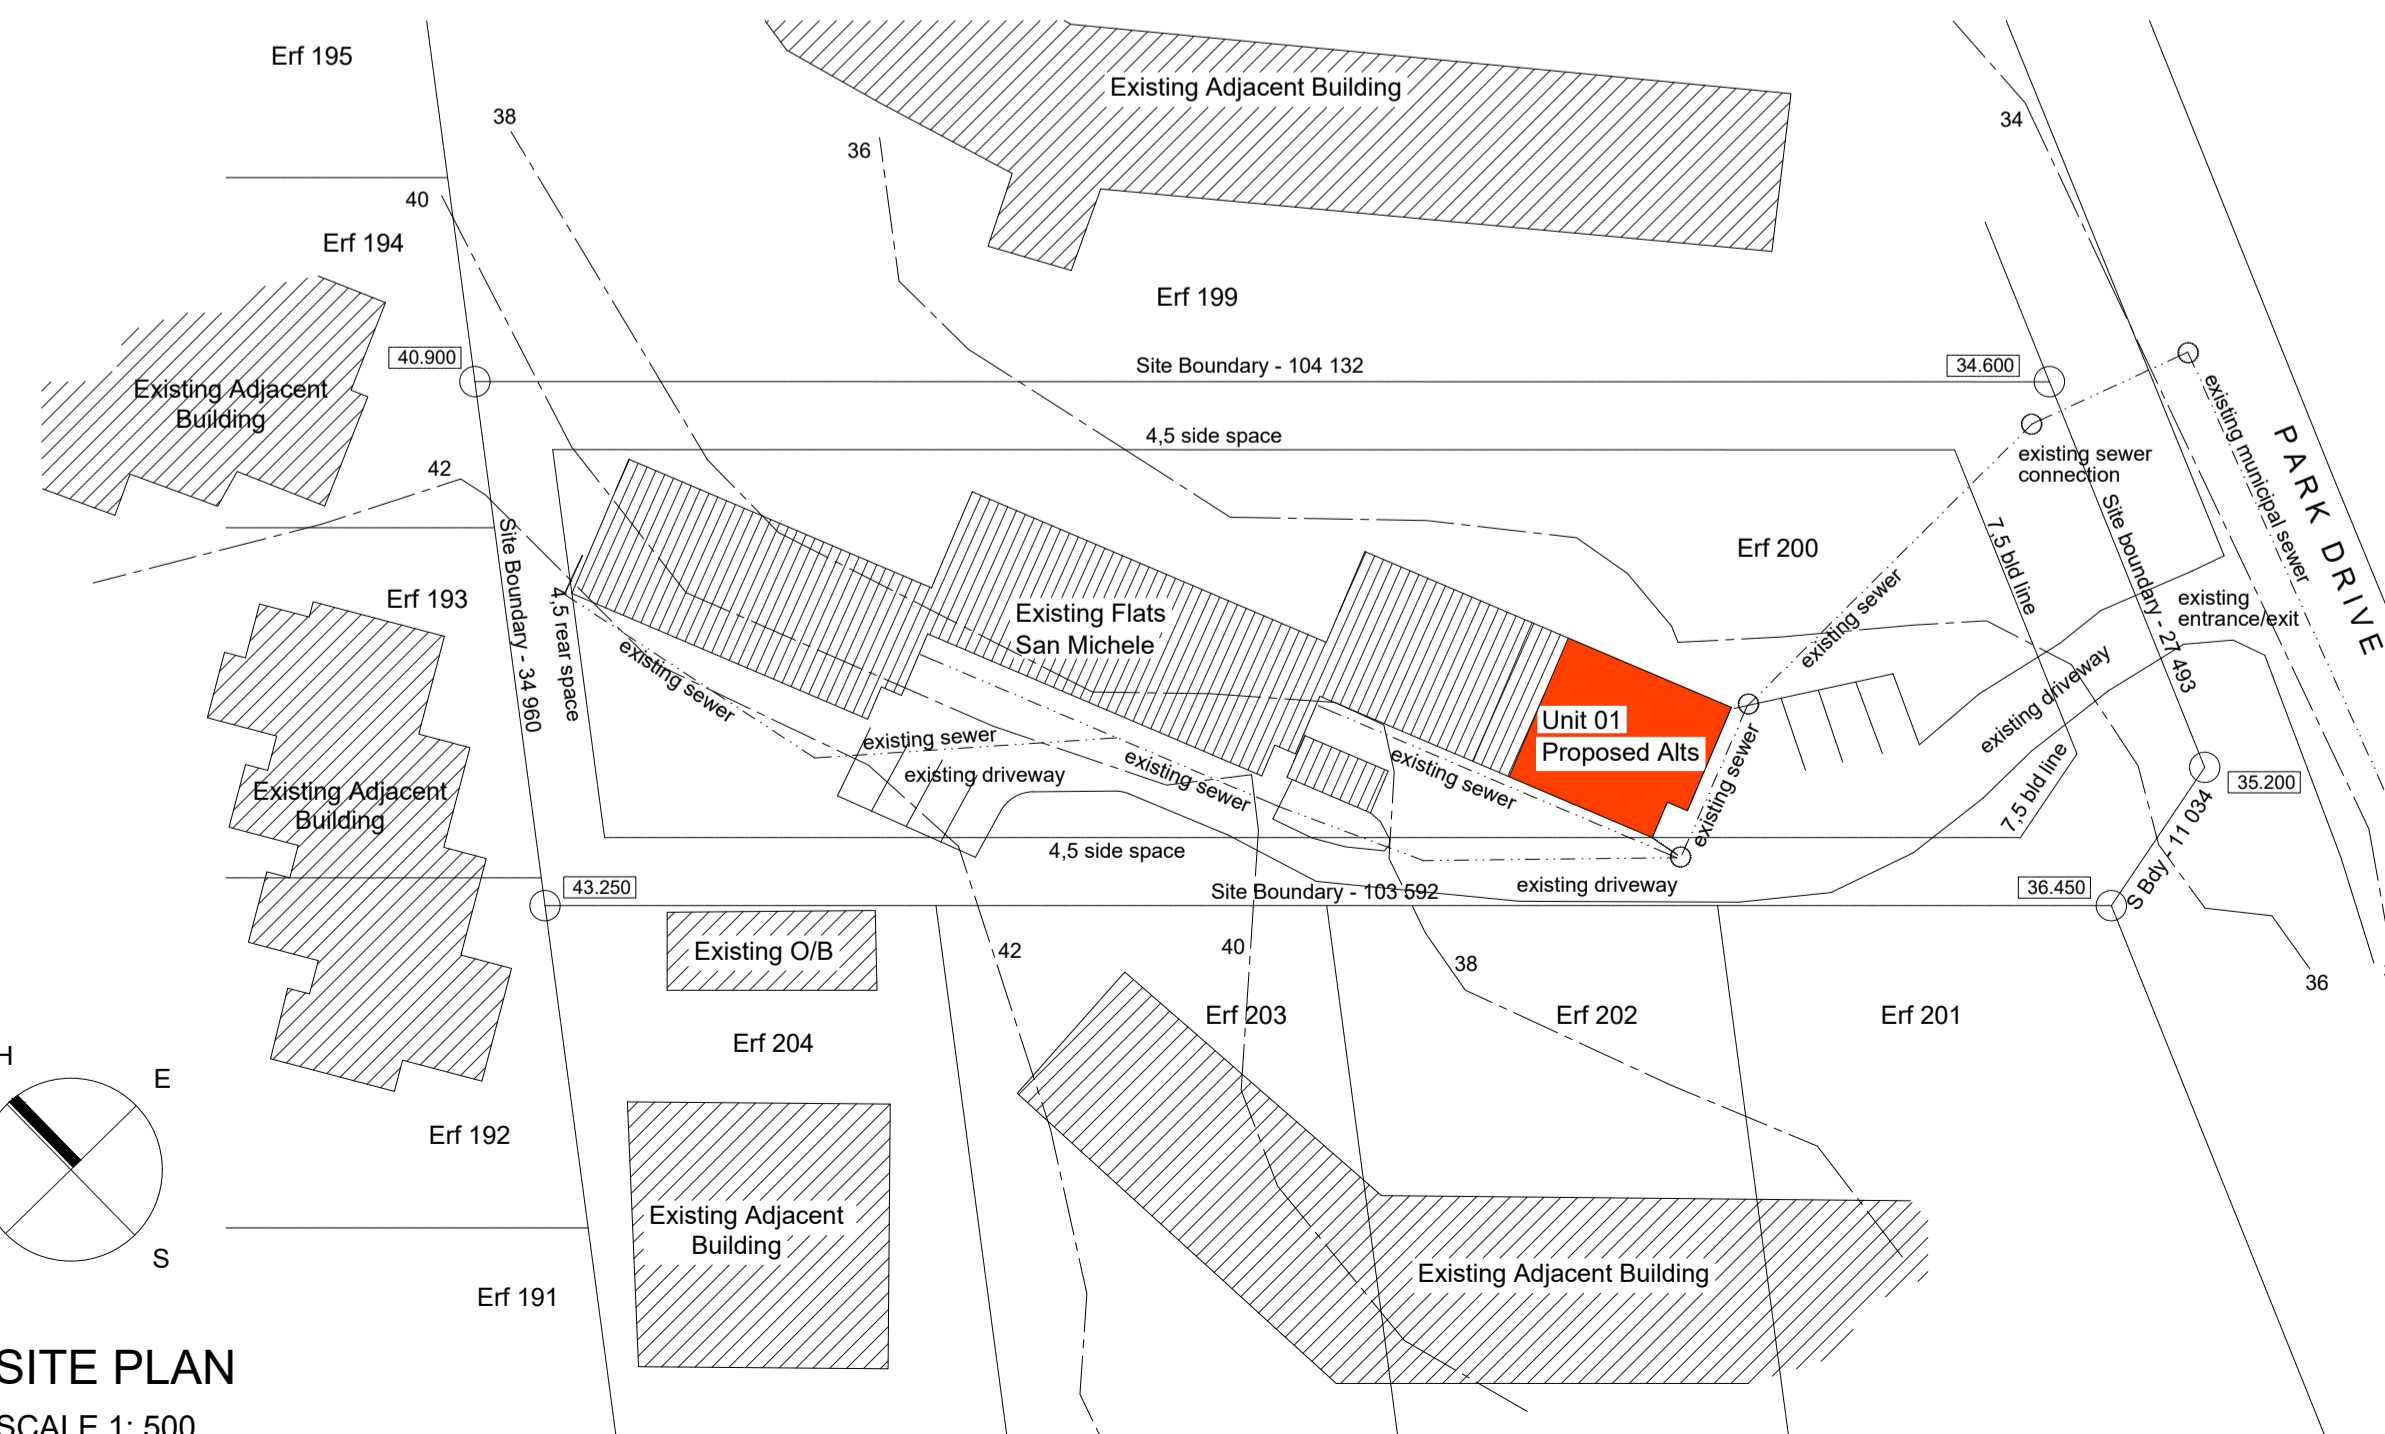 Erf 195
Existing Adjacent Building
38
36
34
40
Erf 194
Erf 199
40.900
Site Boundary - 104 132
34.600
Existing Adjacent
Building
4,5 side space
existing sewer
connection
existing municipal sewer
PARK DRIVE
42
Site Boundary - 34 960
4,5 rear space
Erf 193
Existing Flats
San Michele
Erf 200
7,5 bld line
Site boundary - 27 493
existing
entrance/exit
existing sewer
existing sewer
existing sewer
existing driveway
existing sewer
existing sewer
Unit 01
Proposed Alts
existing sewer
existing driveway
7,5 bld line
35.200
Existing Adjacent
Building
4,5 side space
43.250
Site Boundary - 103 592
existing driveway
36.450
S Bdy - 11 034
Existing O/B
42
40
38
36
Erf 204
Erf 203
Erf 202
Erf 201
H
E
S
Erf 192
Existing Adjacent
Building
Existing Adjacent Building
Erf 191
SITE PLAN
SCALE 1: 500